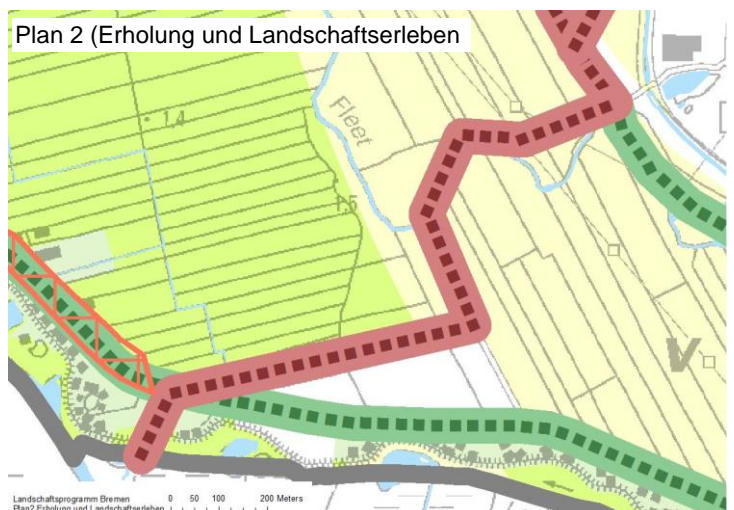 Plan 2 (Erholung und Landschaftserleben
1,4
Fleet
1,5
V
Landschaftsprogramm Bremen 0 50 100 200 Meters
Plan2 Erholung und Landschaftserleben